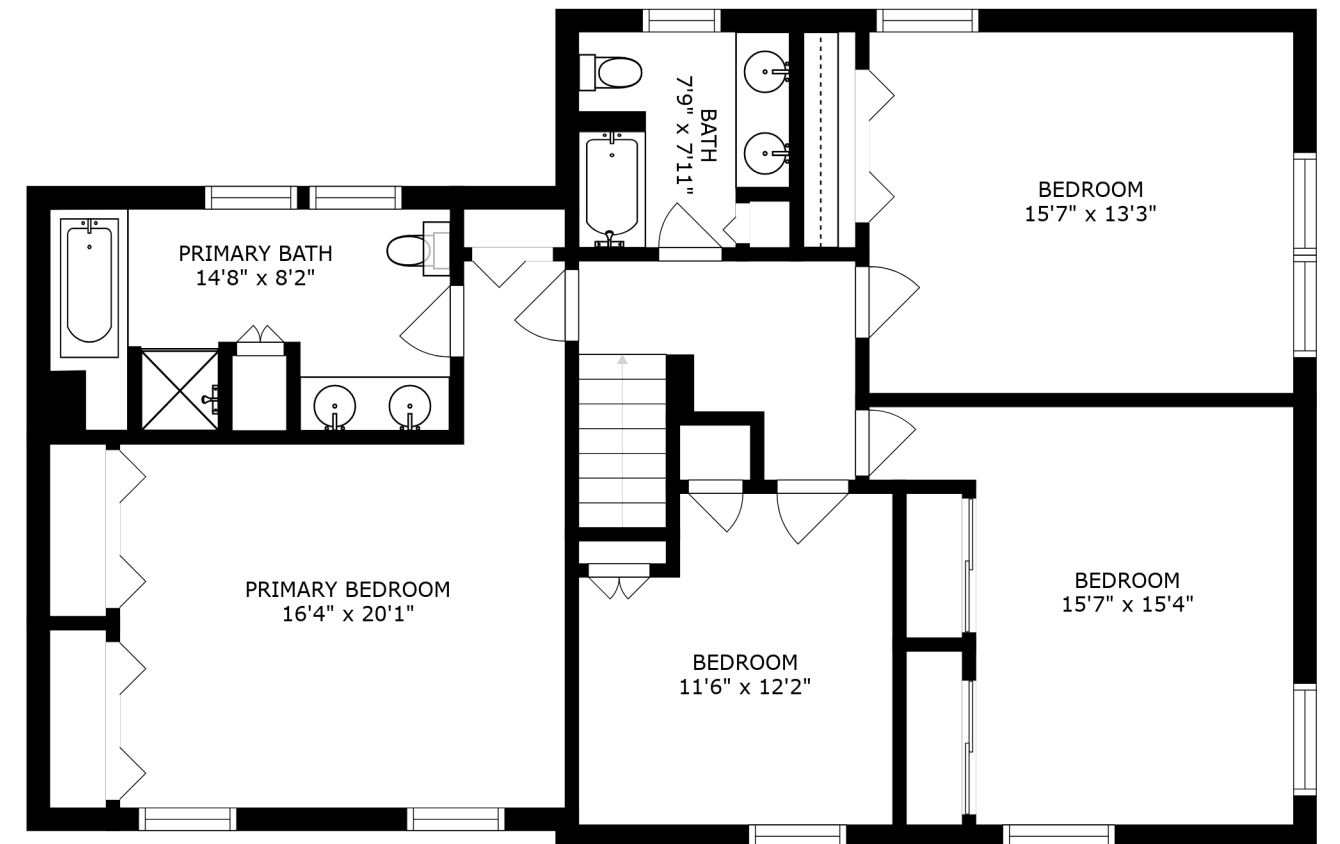 BATH
7'9" x 7'11"
BEDROOM
15'7" x 13'3"
PRIMARY BATH
14'8" x 8'2"
PRIMARY BEDROOM
16'4" x 20'1"
BEDROOM
15'7" x 15'4"
BEDROOM
11'6" x 12'2"